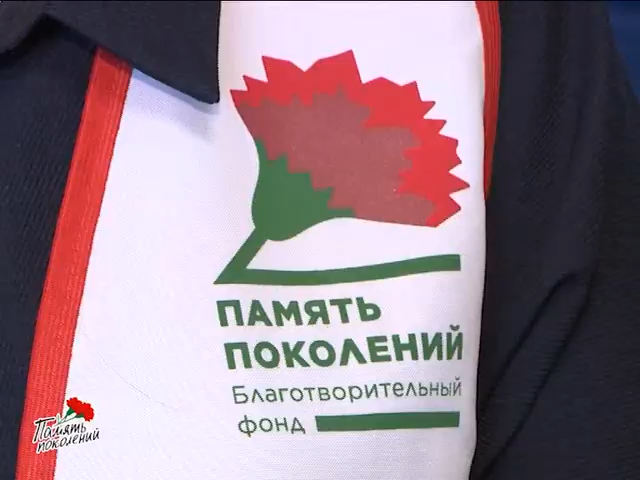 ПАМЯТЬ
ПОКОЛЕНИЙ
Благотворительный
фонд
Память
поколений